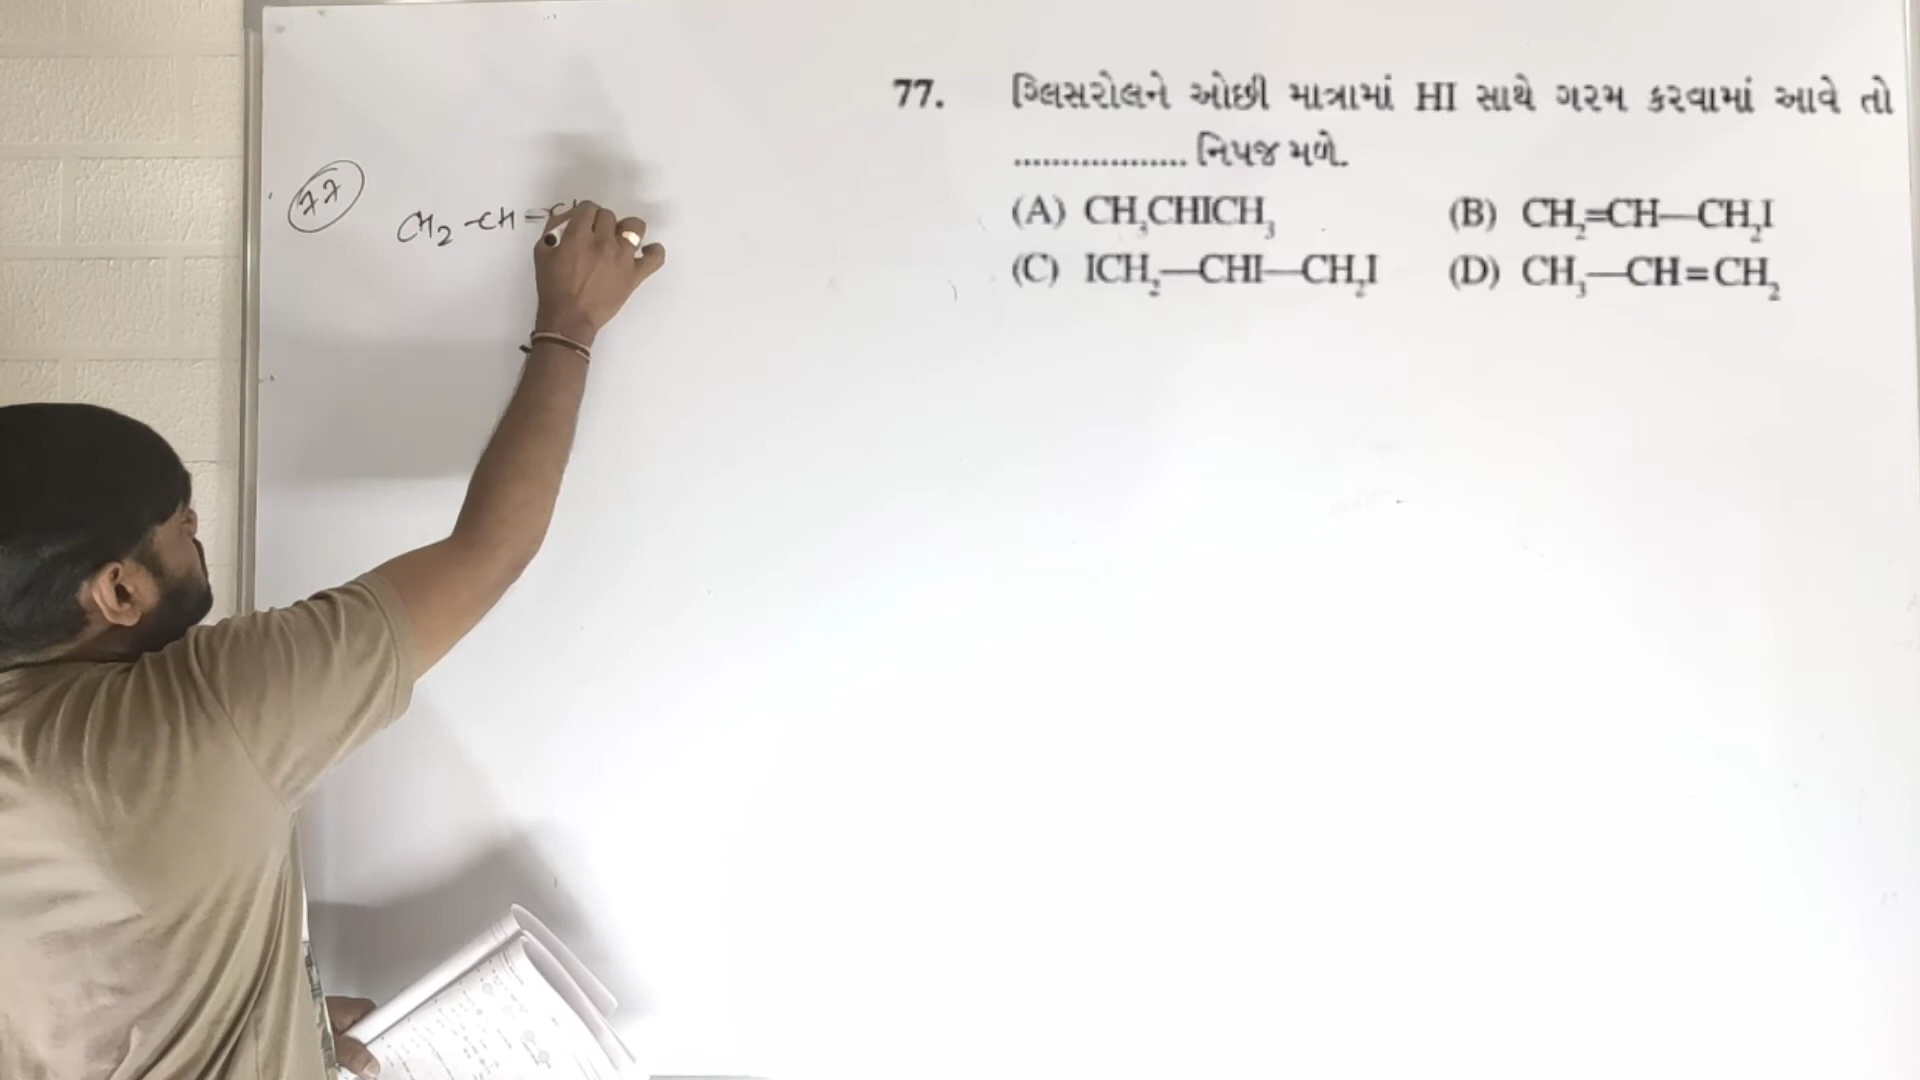 77. ગ્લિસરોલને ઓછી માત્રામાં HI સાથે ગરમ કરવામાં આવે તો
.................. નિપજ મળે.
(A) CH₃CHICH₃ (B) CH₂=CH—CH₂I
(C) ICH₂—CHI—CH₂I (D) CH₃—CH=CH₂
77 CH₂-CH-